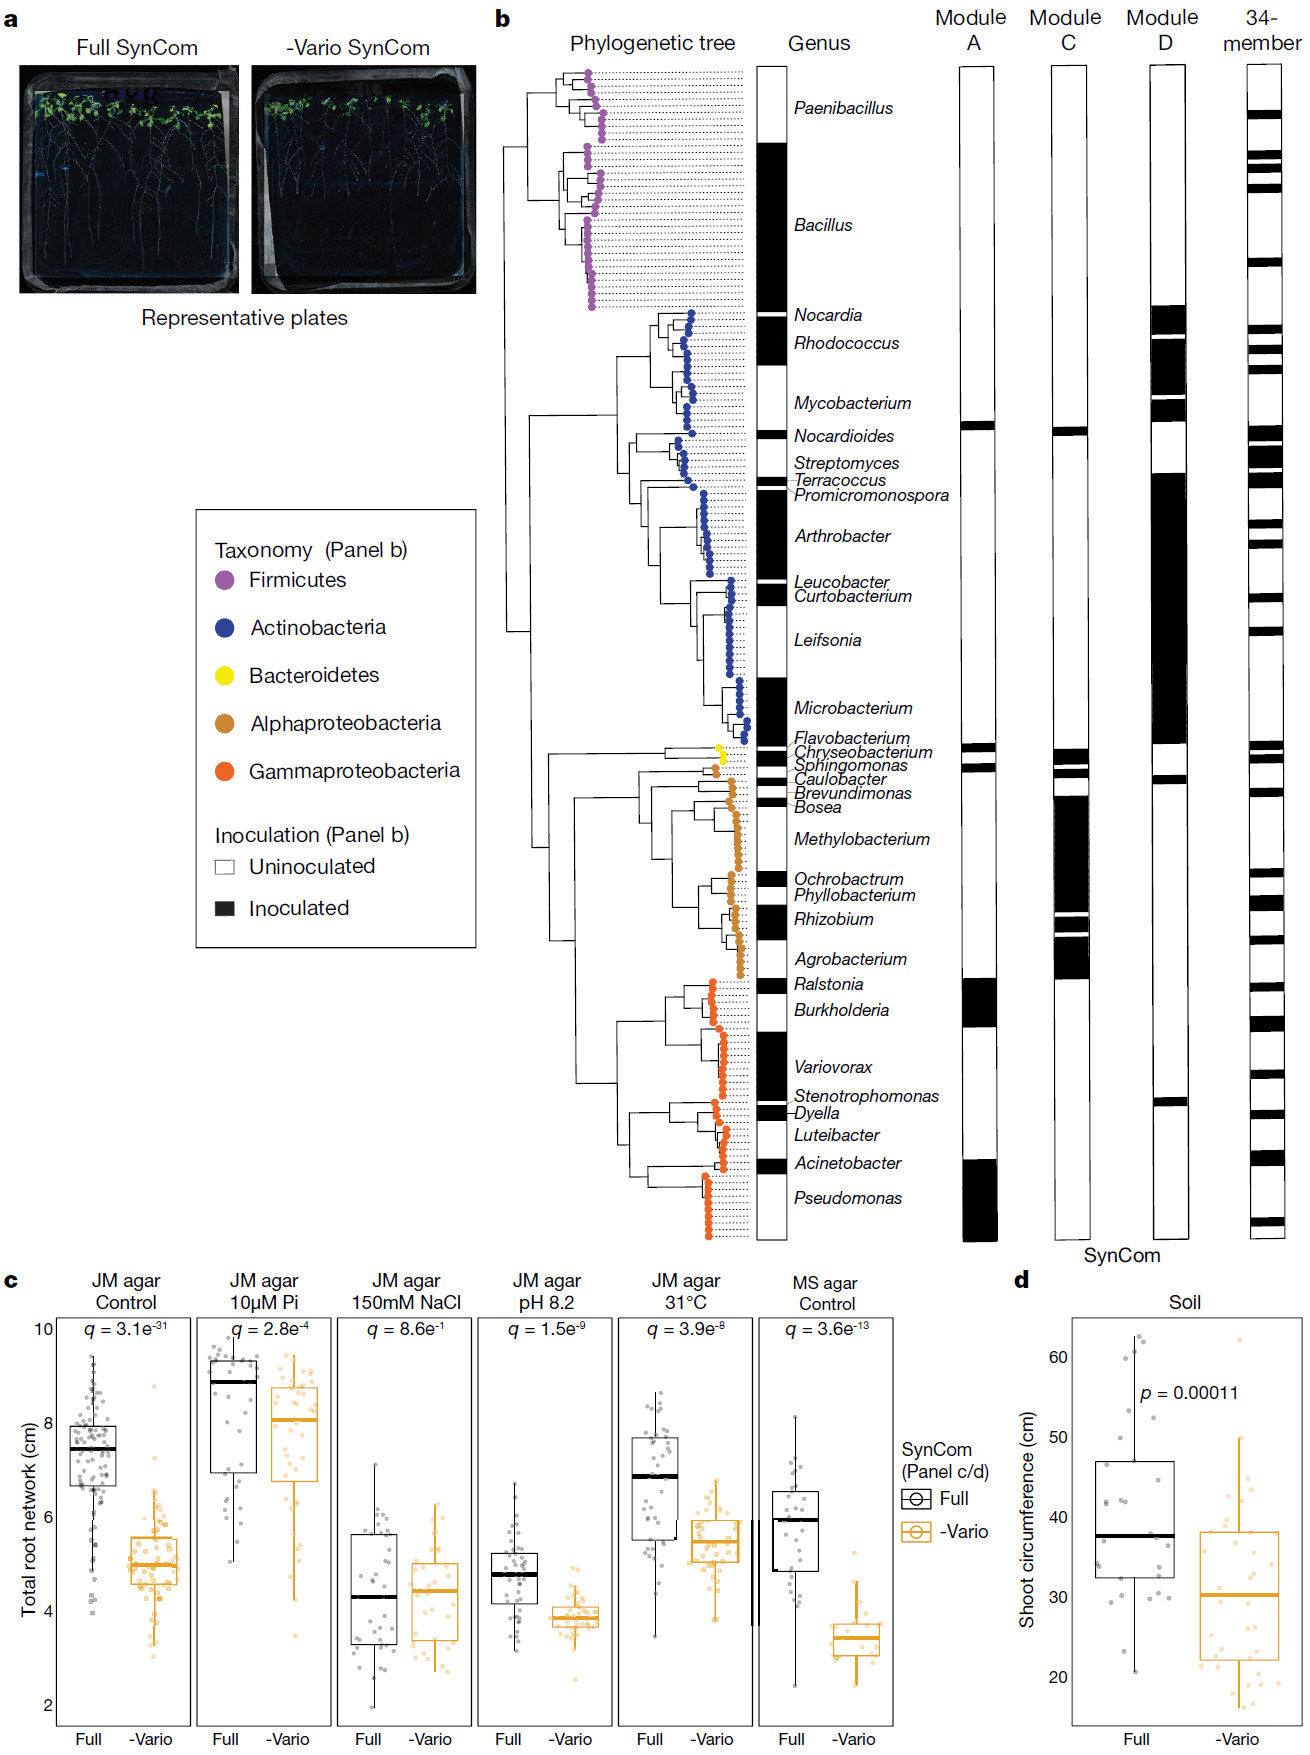 a
Full SynCom
-Vario SynCom
Representative plates
b
Phylogenetic tree
Genus
Module
A
Module
C
Module
D
34-
member
Paenibacillus
Bacillus
Nocardia
Rhodococcus
Mycobacterium
Nocardioides
Streptomyces
Terracoccus
Promicromonospora
Arthrobacter
Leucobacter
Curtobacterium
Leifsonia
Microbacterium
Flavobacterium
Chryseobacterium
Sphingomonas
Caulobacter
Brevundimonas
Bosea
Methylobacterium
Ochrobactrum
Phyllobacterium
Rhizobium
Agrobacterium
Ralstonia
Burkholderia
Variovorax
Stenotrophomonas
Dyella
Luteibacter
Acinetobacter
Pseudomonas
SynCom
Taxonomy (Panel b)
Firmicutes
Actinobacteria
Bacteroidetes
Alphaproteobacteria
Gammaproteobacteria
Inoculation (Panel b)
Uninoculated
Inoculated
c
JM agar
Control
JM agar
10µM Pi
JM agar
150mM NaCl
JM agar
pH 8.2
JM agar
31°C
MS agar
Control
q = 3.1e-31
q = 2.8e-4
q = 8.6e-1
q = 1.5e-9
q = 3.9e-8
q = 3.6e-13
Total root network (cm)
10
8
6
4
2
Full
-Vario
Full
-Vario
Full
-Vario
Full
-Vario
Full
-Vario
Full
-Vario
SynCom
(Panel c/d)
Full
-Vario
d
Soil
p = 0.00011
Shoot circumference (cm)
60
50
40
30
20
Full
-Vario